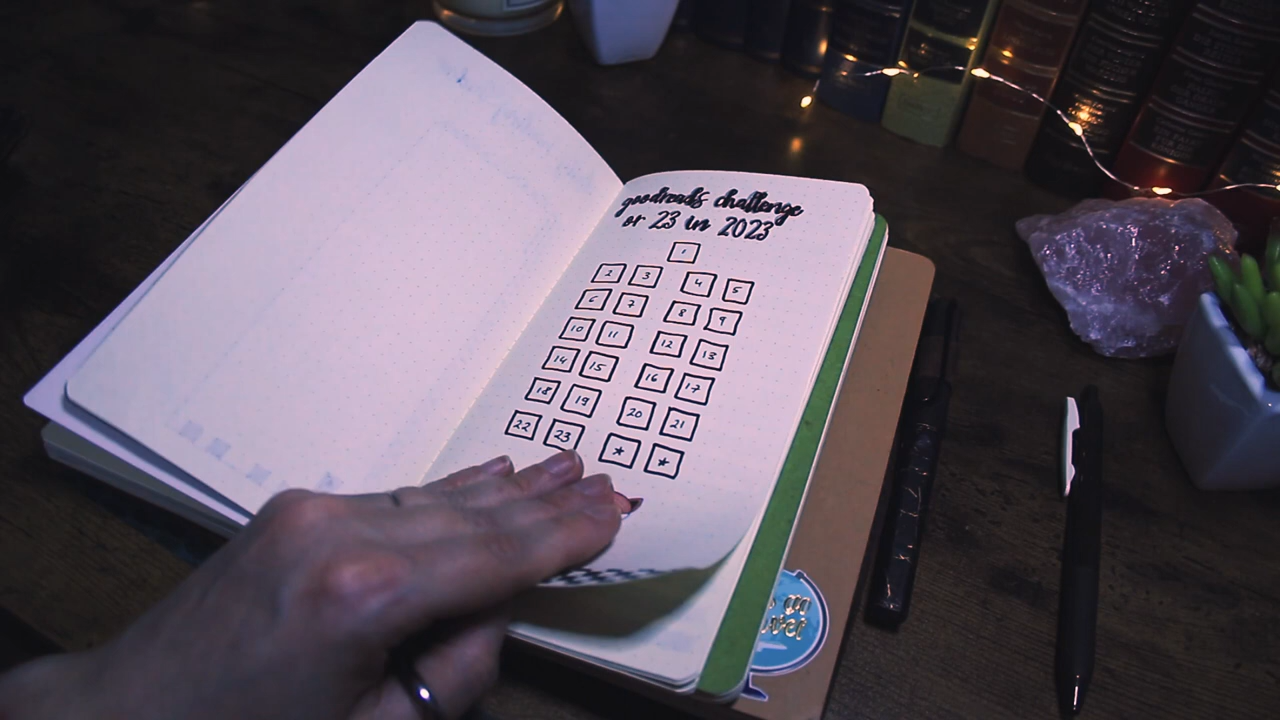 goodreads challenge
or 23 in 2023
1
2 3 4 5
6 7 8 9
10 11 12 13
14 15 16 17
18 19 20 21
22 23 * *